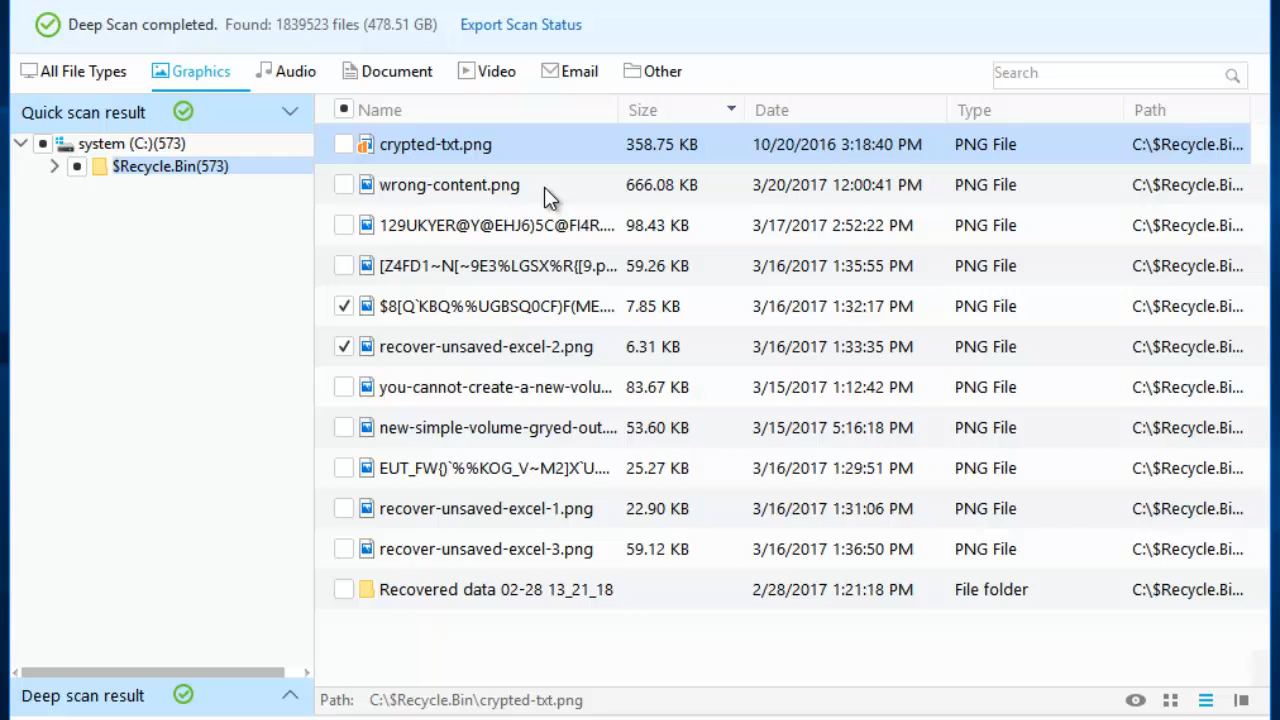 Deep Scan completed. Found: 1839523 files (478.51 GB) Export Scan Status
All File Types Graphics Audio Document Video Email Other Search
Quick scan result
system (C:)(573)
$Recycle.Bin(573)
Name Size Date Type Path
crypted-txt.png 358.75 KB 10/20/2016 3:18:40 PM PNG File C:\$Recycle.Bi...
wrong-content.png 666.08 KB 3/20/2017 12:00:41 PM PNG File C:\$Recycle.Bi...
129UKYER@Y@EHJ6)5C@FI4R.... 98.43 KB 3/17/2017 2:52:22 PM PNG File C:\$Recycle.Bi...
[Z4FD1~N[~9E3%LGSX%R{[9.p... 59.26 KB 3/16/2017 1:35:55 PM PNG File C:\$Recycle.Bi...
$8[Q`KBQ%%UGBSQ0CF)F(ME.... 7.85 KB 3/16/2017 1:32:17 PM PNG File C:\$Recycle.Bi...
recover-unsaved-excel-2.png 6.31 KB 3/16/2017 1:33:35 PM PNG File C:\$Recycle.Bi...
you-cannot-create-a-new-volu... 83.67 KB 3/15/2017 1:12:42 PM PNG File C:\$Recycle.Bi...
new-simple-volume-gryed-out.... 53.60 KB 3/15/2017 5:16:18 PM PNG File C:\$Recycle.Bi...
EUT_FW{)`%%KOG_V~M2]X`U.... 25.27 KB 3/16/2017 1:29:51 PM PNG File C:\$Recycle.Bi...
recover-unsaved-excel-1.png 22.90 KB 3/16/2017 1:31:06 PM PNG File C:\$Recycle.Bi...
recover-unsaved-excel-3.png 59.12 KB 3/16/2017 1:36:50 PM PNG File C:\$Recycle.Bi...
Recovered data 02-28 13_21_18 2/28/2017 1:21:18 PM File folder C:\$Recycle.Bi...
Deep scan result
Path: C:\$Recycle.Bin\crypted-txt.png